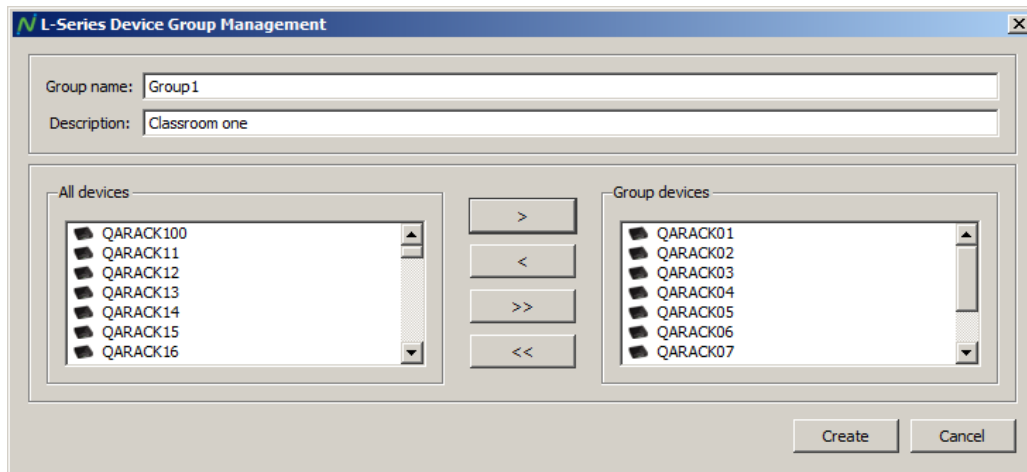 L-Series Device Group Management
Group name: Group1
Description: Classroom one
All devices
QARACK100
QARACK11
QARACK12
QARACK13
QARACK14
QARACK15
QARACK16
>
<
>>
<<
Group devices
QARACK01
QARACK02
QARACK03
QARACK04
QARACK05
QARACK06
QARACK07
Create Cancel